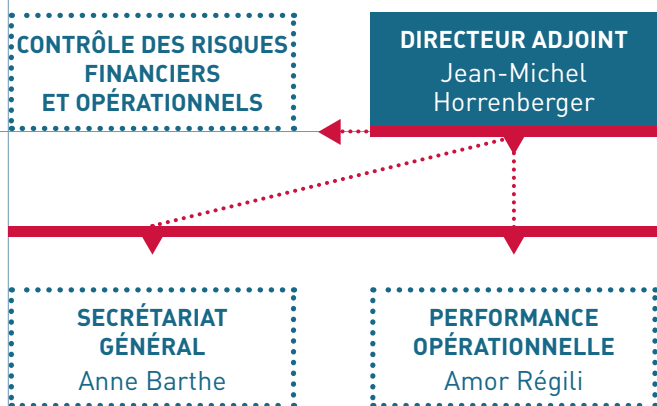 CONTRÔLE DES RISQUES
FINANCIERS
ET OPÉRATIONNELS
DIRECTEUR ADJOINT
Jean-Michel
Horrenberger
SECRÉTARIAT
GÉNÉRAL
Anne Barthe
PERFORMANCE
OPÉRATIONNELLE
Amor Régili